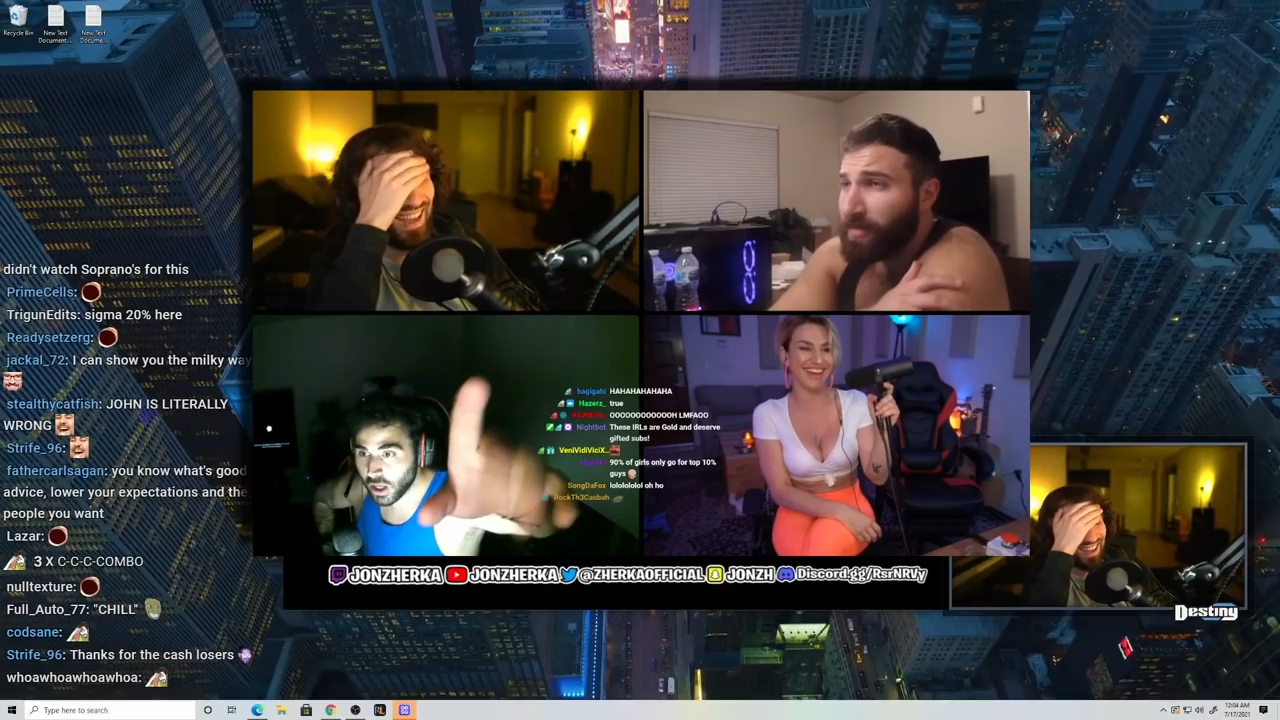 Recycle Bin
New Text
Document...
New Text
Docume...
didn't watch Soprano's for this
PrimeCells:
TrigunEdits: sigma 20% here
Readysetzerg:
jackal_72: I can show you the milky way
stealthycatfish: JOHN IS LITERALLY
WRONG
Strife_96:
fathercarlsagan: you know what's good
advice, lower your expectations and the
people you want
Lazar:
3 X C-C-C-COMBO
nulltexture:
Full_Auto_77: "CHILL"
codsane:
Strife_96: Thanks for the cash losers
whoawhoawhoawhoa:
hagigahi HAHAHAHAHAHA
Hazerz_ true
OOOOOOOOOOOOH LMFAOO
Nightbot These IRLs are Gold and deserve
gifted subs!
VeniVidiViciX...
90% of girls only go for top 10%
guys
SongDaFox lolololol oh ho
RockTh3Casbah
JONZHERKA JONZHERKA @ZHERKAOFFICIAL JONZH Discord.gg/RsrNRVy
Destiny
Type here to search
12:04 AM
7/17/2021